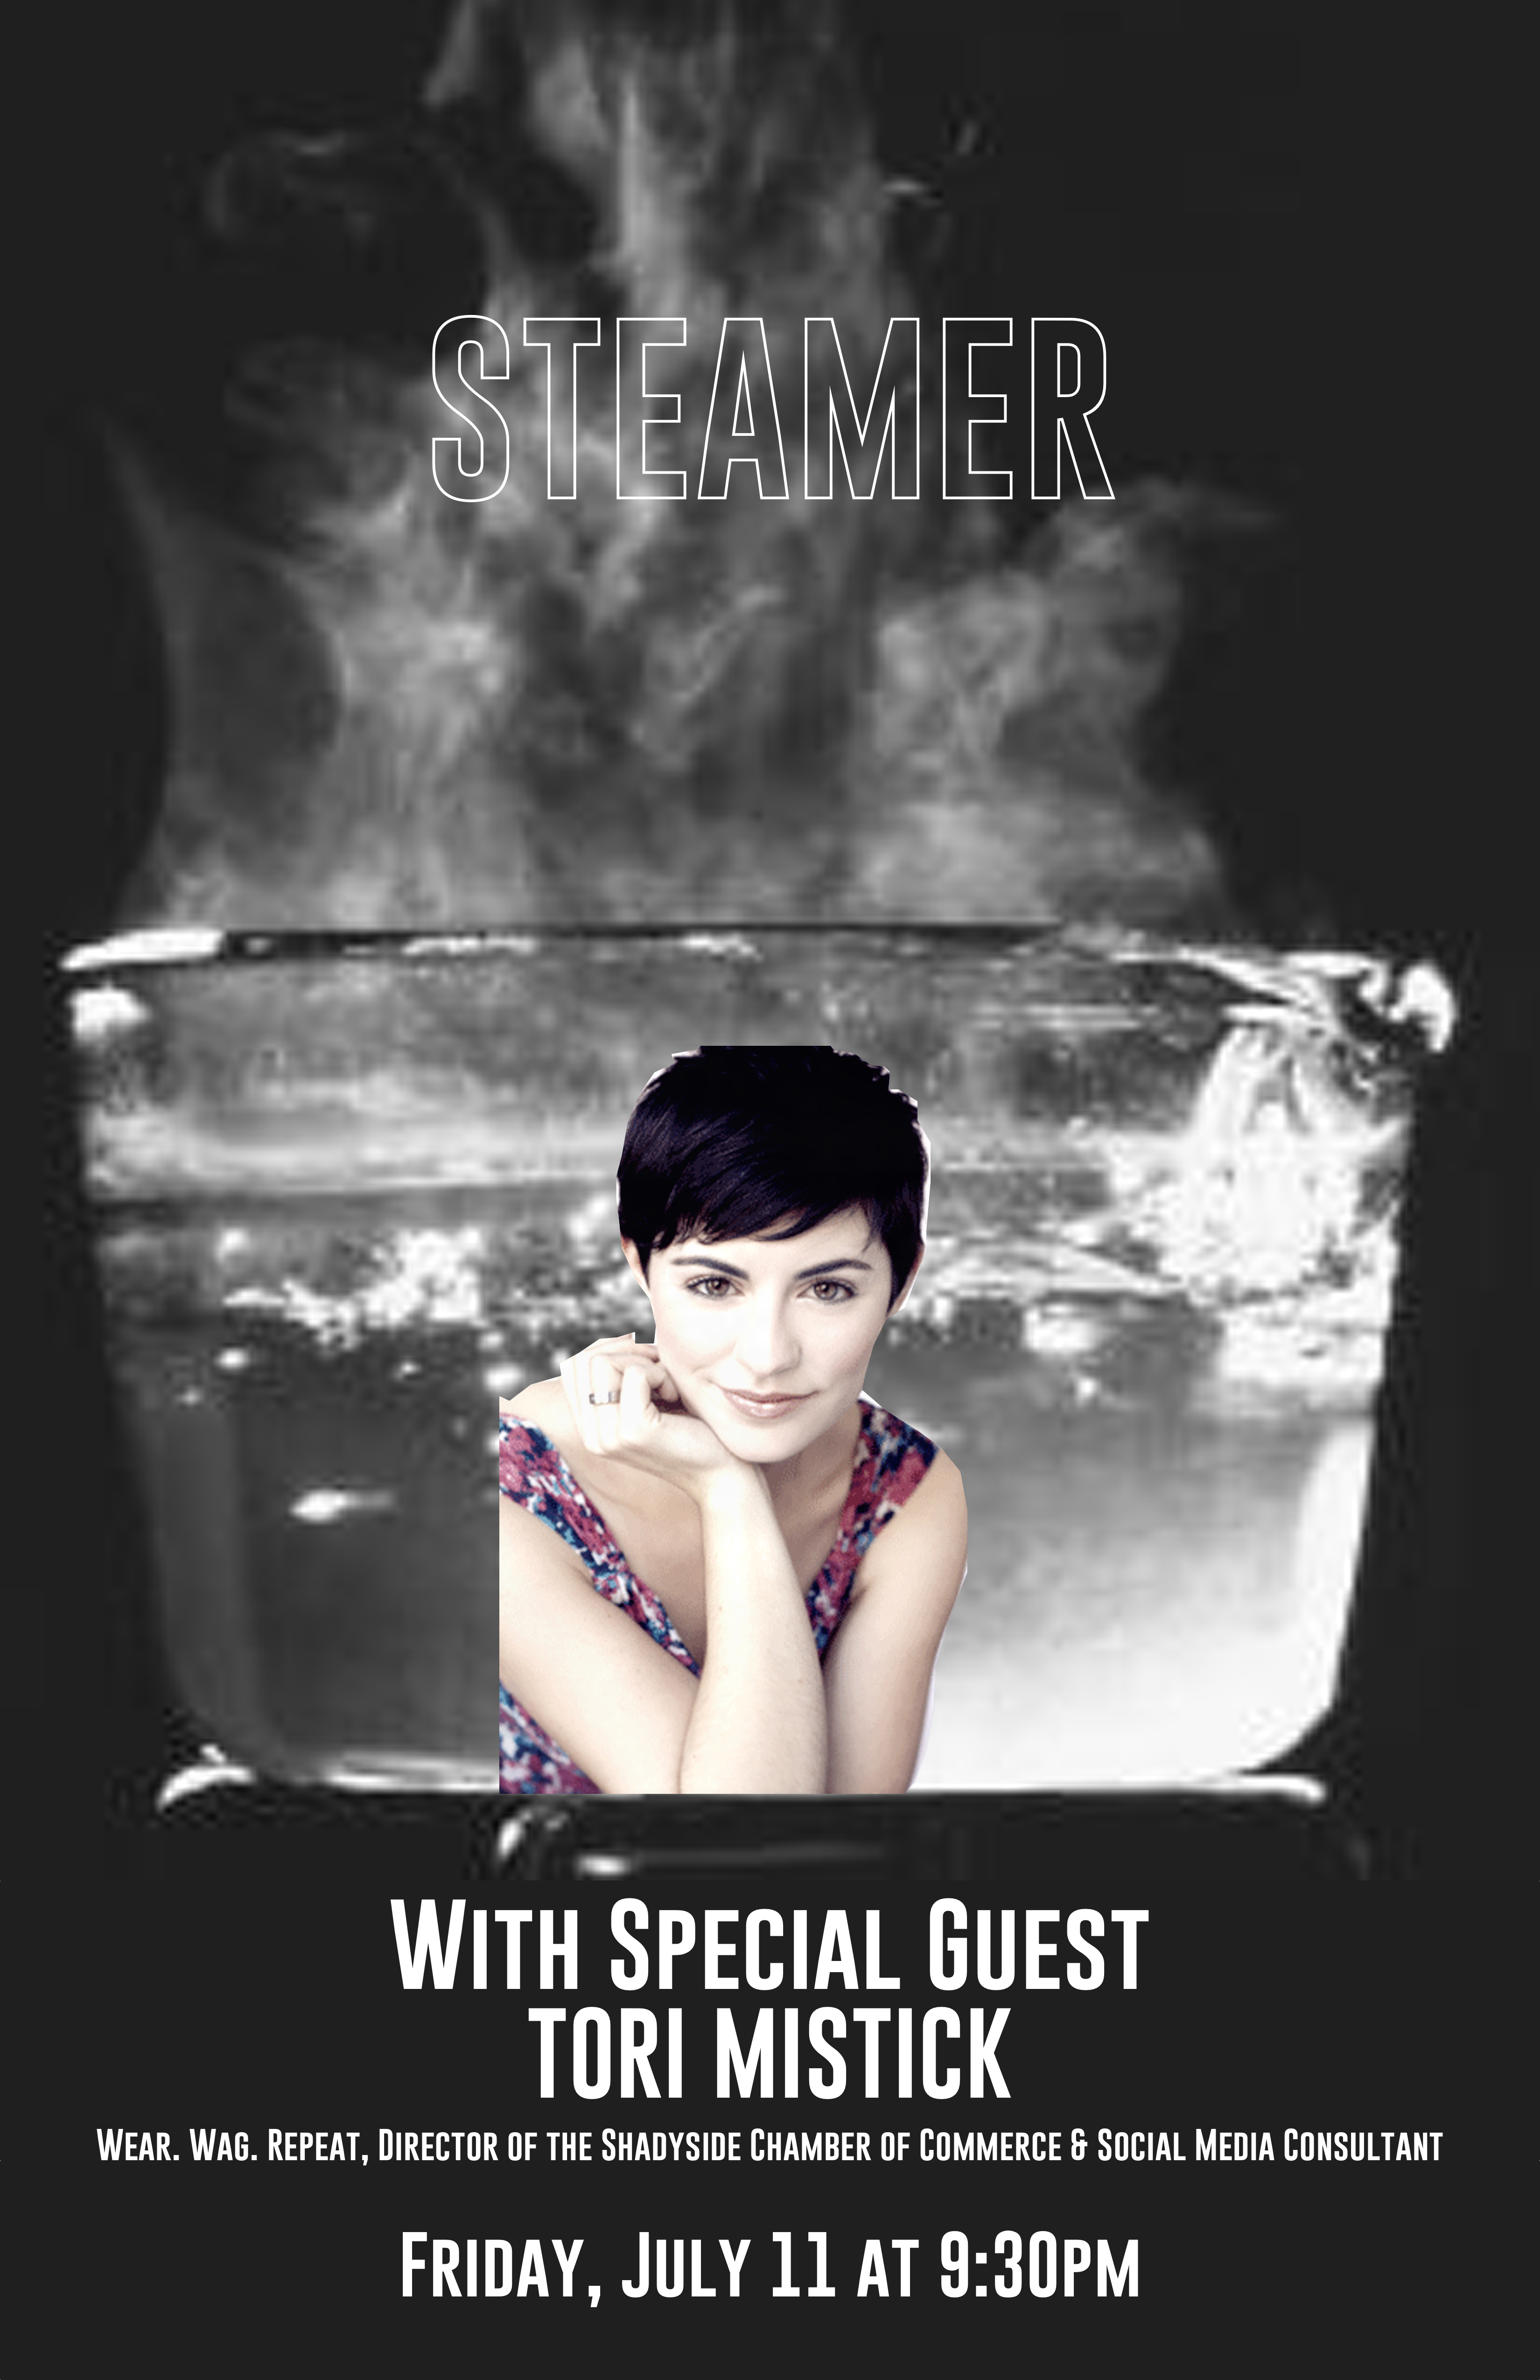 STEAMER
With Special Guest
TORI MISTICK
Wear. Wag. Repeat, Director of the Shadyside Chamber of Commerce & Social Media Consultant
Friday, July 11 at 9:30pm